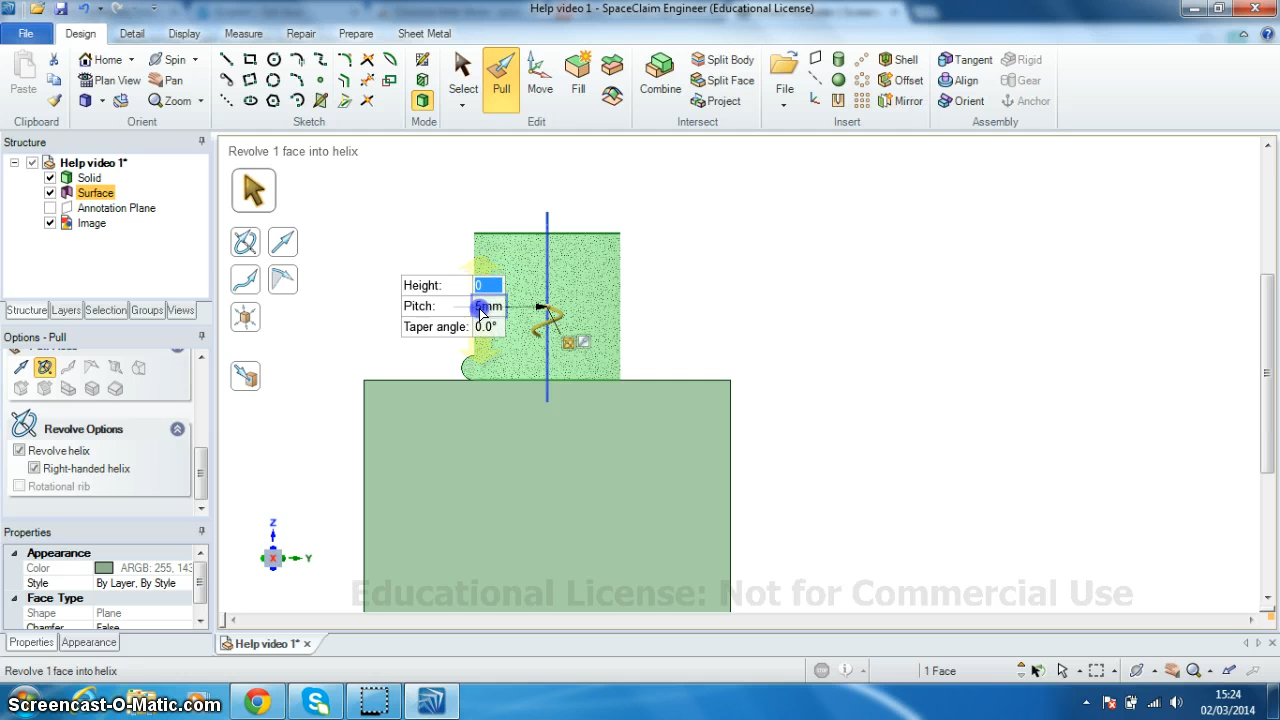 Help video 1 - SpaceClaim Engineer (Educational License)
File Design Detail Display Measure Repair Prepare Sheet Metal
Paste
Home Spin
Plan View Pan
Zoom
Select Pull Move Fill
Combine Split Body
Split Face
Project
File Shell
Offset
Mirror
Tangent Rigid
Align Gear
Orient Anchor
Clipboard Orient Sketch Mode Edit Intersect Insert Assembly
Structure
Help video 1*
Solid
Surface
Annotation Plane
Image
Structure Layers Selection Groups Views
Options - Pull
Revolve Options
Revolve helix
Right-handed helix
Rotational rib
Properties
Appearance
Color ARGB: 255, 143
Style By Layer, By Style
Face Type
Shape Plane
Chamfer False
Properties Appearance
Revolve 1 face into helix
Height: 0
Pitch: 5mm
Taper angle: 0.0°
Z
X
Y
Educational License: Not for Commercial Use
Help video 1*
Revolve 1 face into helix
1 Face
Screencast-O-Matic.com
15:24
02/03/2014